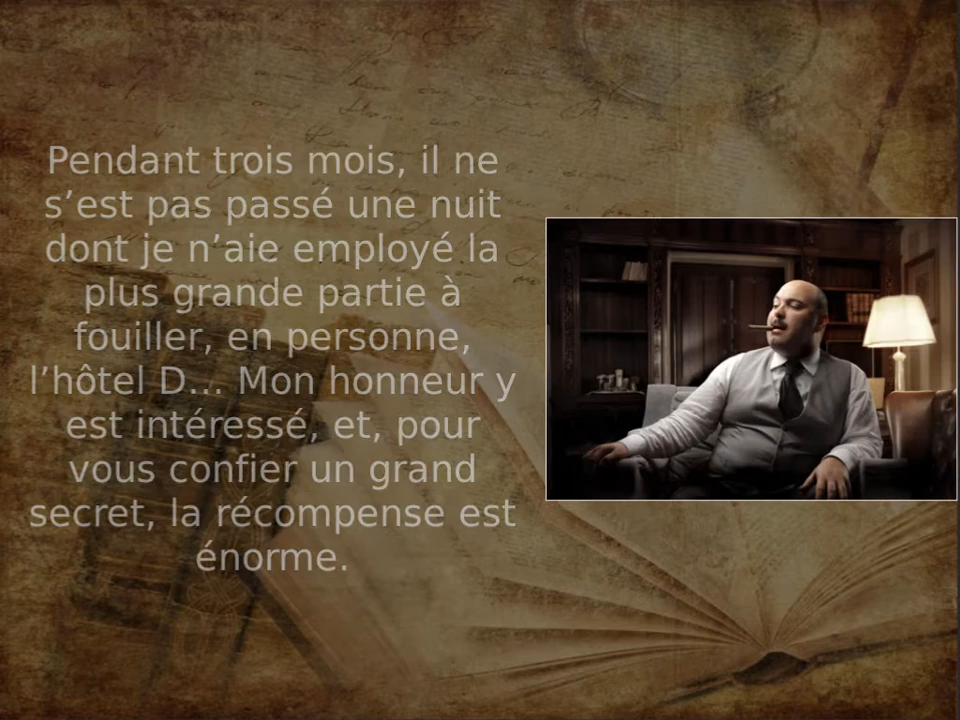 Pendant trois mois, il ne
s’est pas passé une nuit
dont je n’aie employé la
plus grande partie à
fouiller, en personne,
l’hôtel D… Mon honneur y
est intéressé, et, pour
vous confier un grand
secret, la récompense est
énorme.